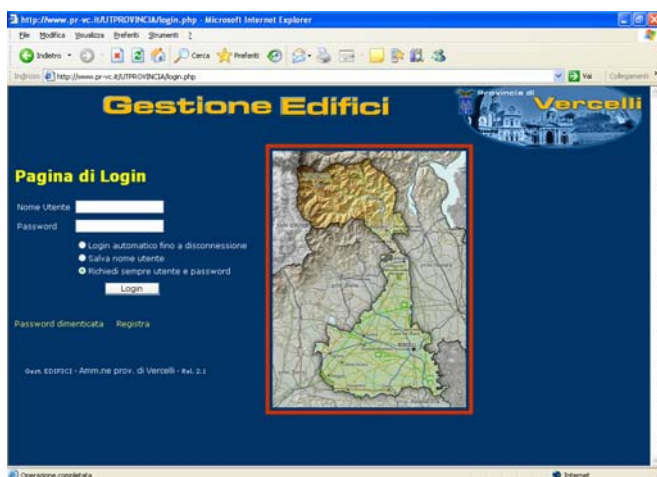 http://www.pr-vc.it/UTPROVINCIA/login.php - Microsoft Internet Explorer
File Modifica Visualizza Preferiti Strumenti ?
Indietro Cerca Preferiti
Indirizzo http://www.pr-vc.it/UTPROVINCIA/login.php Vai Collegamenti
Gestione Edifici
Provincia di
Vercelli
Pagina di Login
Nome Utente
Password
Login automatico fino a disconnessione
Salva nome utente
Richiedi sempre utente e password
Login
Password dimenticata Registra
Gest. EDIFICI - Amm.ne prov. di Vercelli - Rel. 2.1
Operazione completata Internet